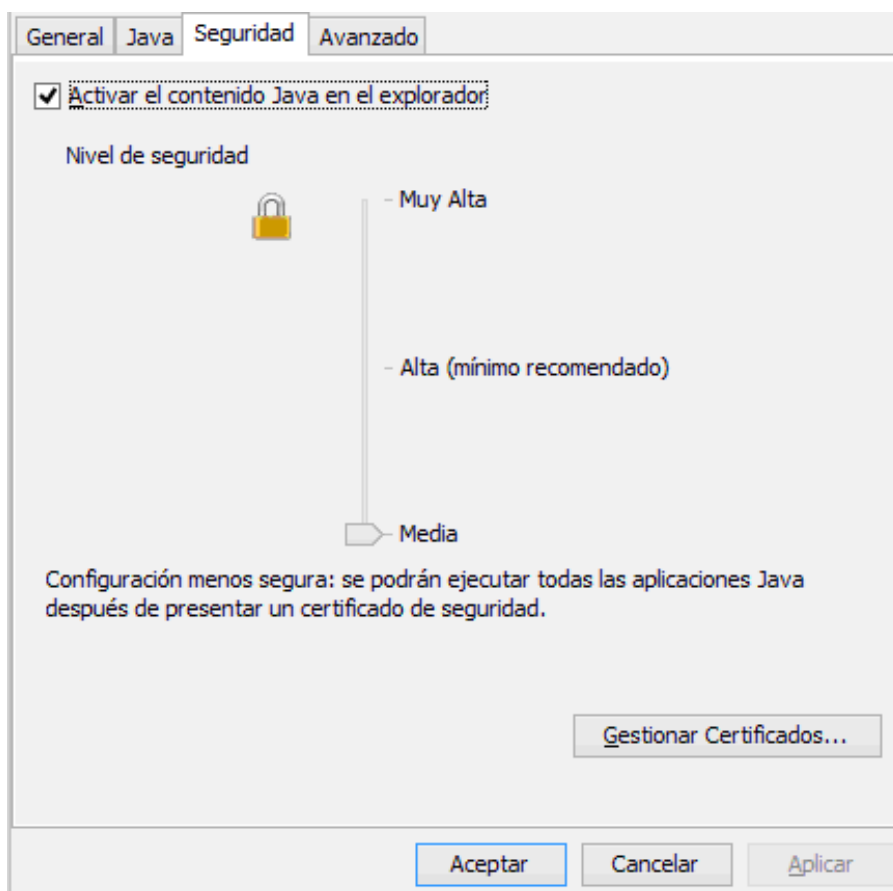 General
Java
Seguridad
Avanzado
Activar el contenido Java en el explorador
Nivel de seguridad
Muy Alta
Alta (mínimo recomendado)
Media
Configuración menos segura: se podrán ejecutar todas las aplicaciones Java
después de presentar un certificado de seguridad.
Gestionar Certificados...
Aceptar
Cancelar
Aplicar